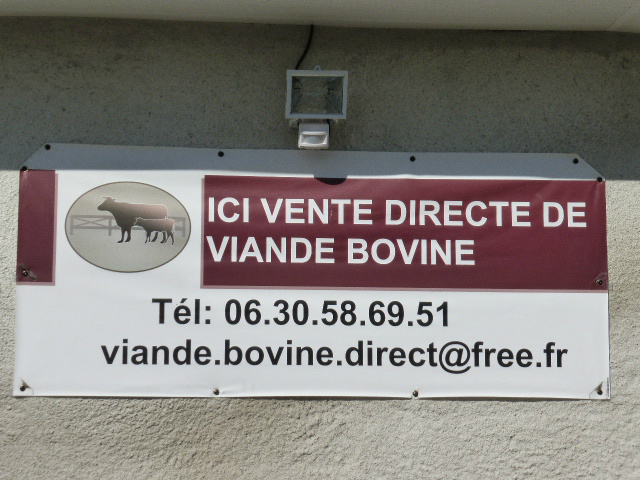 ICI VENTE DIRECTE DE
VIANDE BOVINE
Tél: 06.30.58.69.51
viande.bovine.direct@free.fr